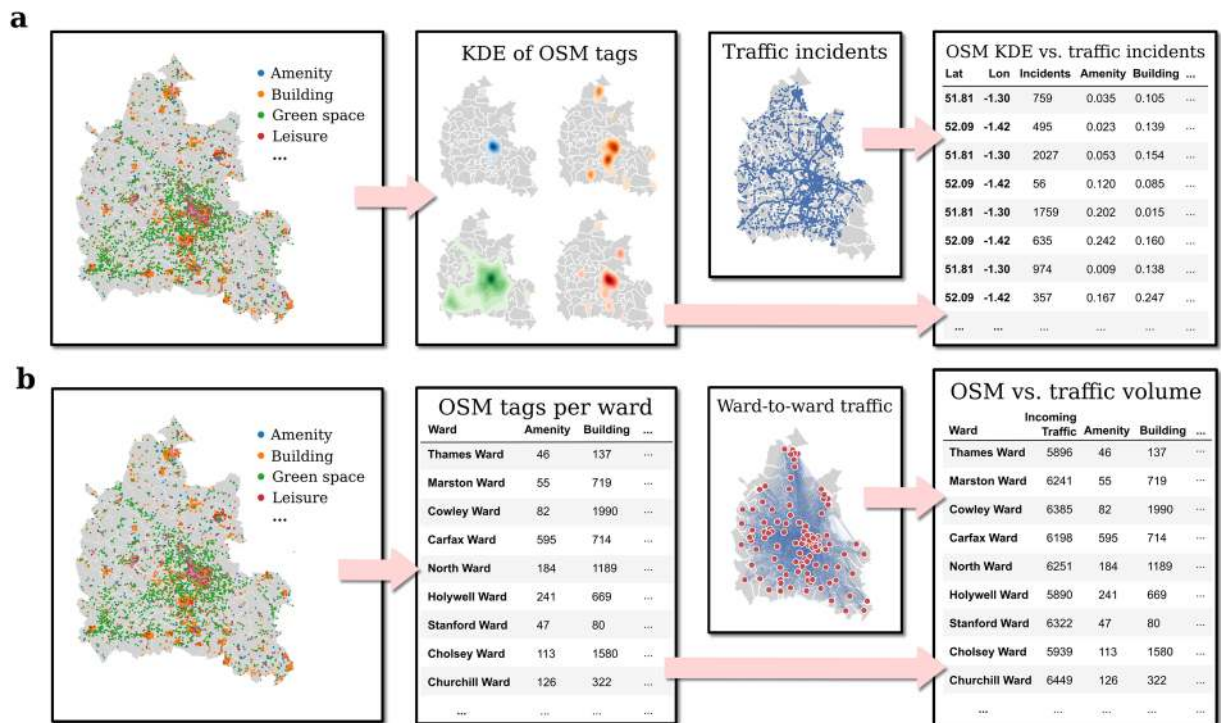 a
Amenity
Building
Green space
Leisure
...
KDE of OSM tags
Traffic incidents
OSM KDE vs. traffic incidents
Lat Lon Incidents Amenity Building ...
51.81 -1.30 759 0.035 0.105 ...
52.09 -1.42 495 0.023 0.139 ...
51.81 -1.30 2027 0.053 0.154 ...
52.09 -1.42 56 0.120 0.085 ...
51.81 -1.30 1759 0.202 0.015 ...
52.09 -1.42 635 0.242 0.160 ...
51.81 -1.30 974 0.009 0.138 ...
52.09 -1.42 357 0.167 0.247 ...
... ... ... ... ... ...
b
Amenity
Building
Green space
Leisure
...
OSM tags per ward
Ward Amenity Building ...
Thames Ward 46 137 ...
Marston Ward 55 719 ...
Cowley Ward 82 1990 ...
Carfax Ward 595 714 ...
North Ward 184 1189 ...
Holywell Ward 241 669 ...
Stanford Ward 47 80 ...
Cholsey Ward 113 1580 ...
Churchill Ward 126 322 ...
... ... ... ...
Ward-to-ward traffic
OSM vs. traffic volume
Incoming
Ward Traffic Amenity Building ...
Thames Ward 5896 46 137 ...
Marston Ward 6241 55 719 ...
Cowley Ward 6385 82 1990 ...
Carfax Ward 6198 595 714 ...
North Ward 6251 184 1189 ...
Holywell Ward 5890 241 669 ...
Stanford Ward 6322 47 80 ...
Cholsey Ward 5939 113 1580 ...
Churchill Ward 6449 126 322 ...
... ... ... ... ...